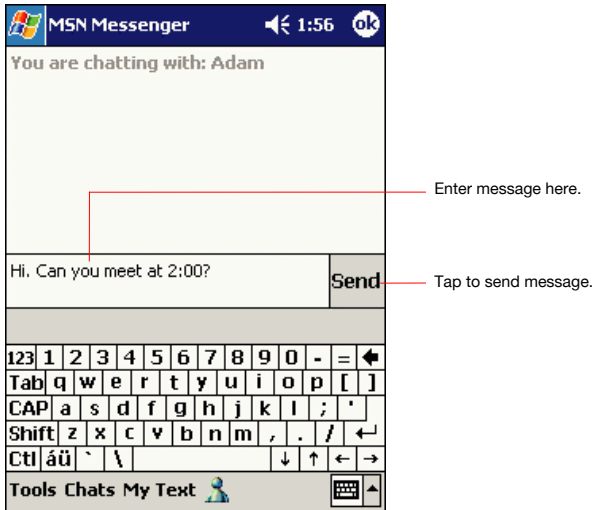 MSN Messenger 1:56 ok
You are chatting with: Adam
Enter message here.
Hi. Can you meet at 2:00?
Send
Tap to send message.
123 1 2 3 4 5 6 7 8 9 0 - =
Tab q w e r t y u i o p [ ]
CAP a s d f g h j k l ; '
Shift z x c v b n m , . /
Ctl áü ` \ ↓ ↑ ← →
Tools Chats My Text